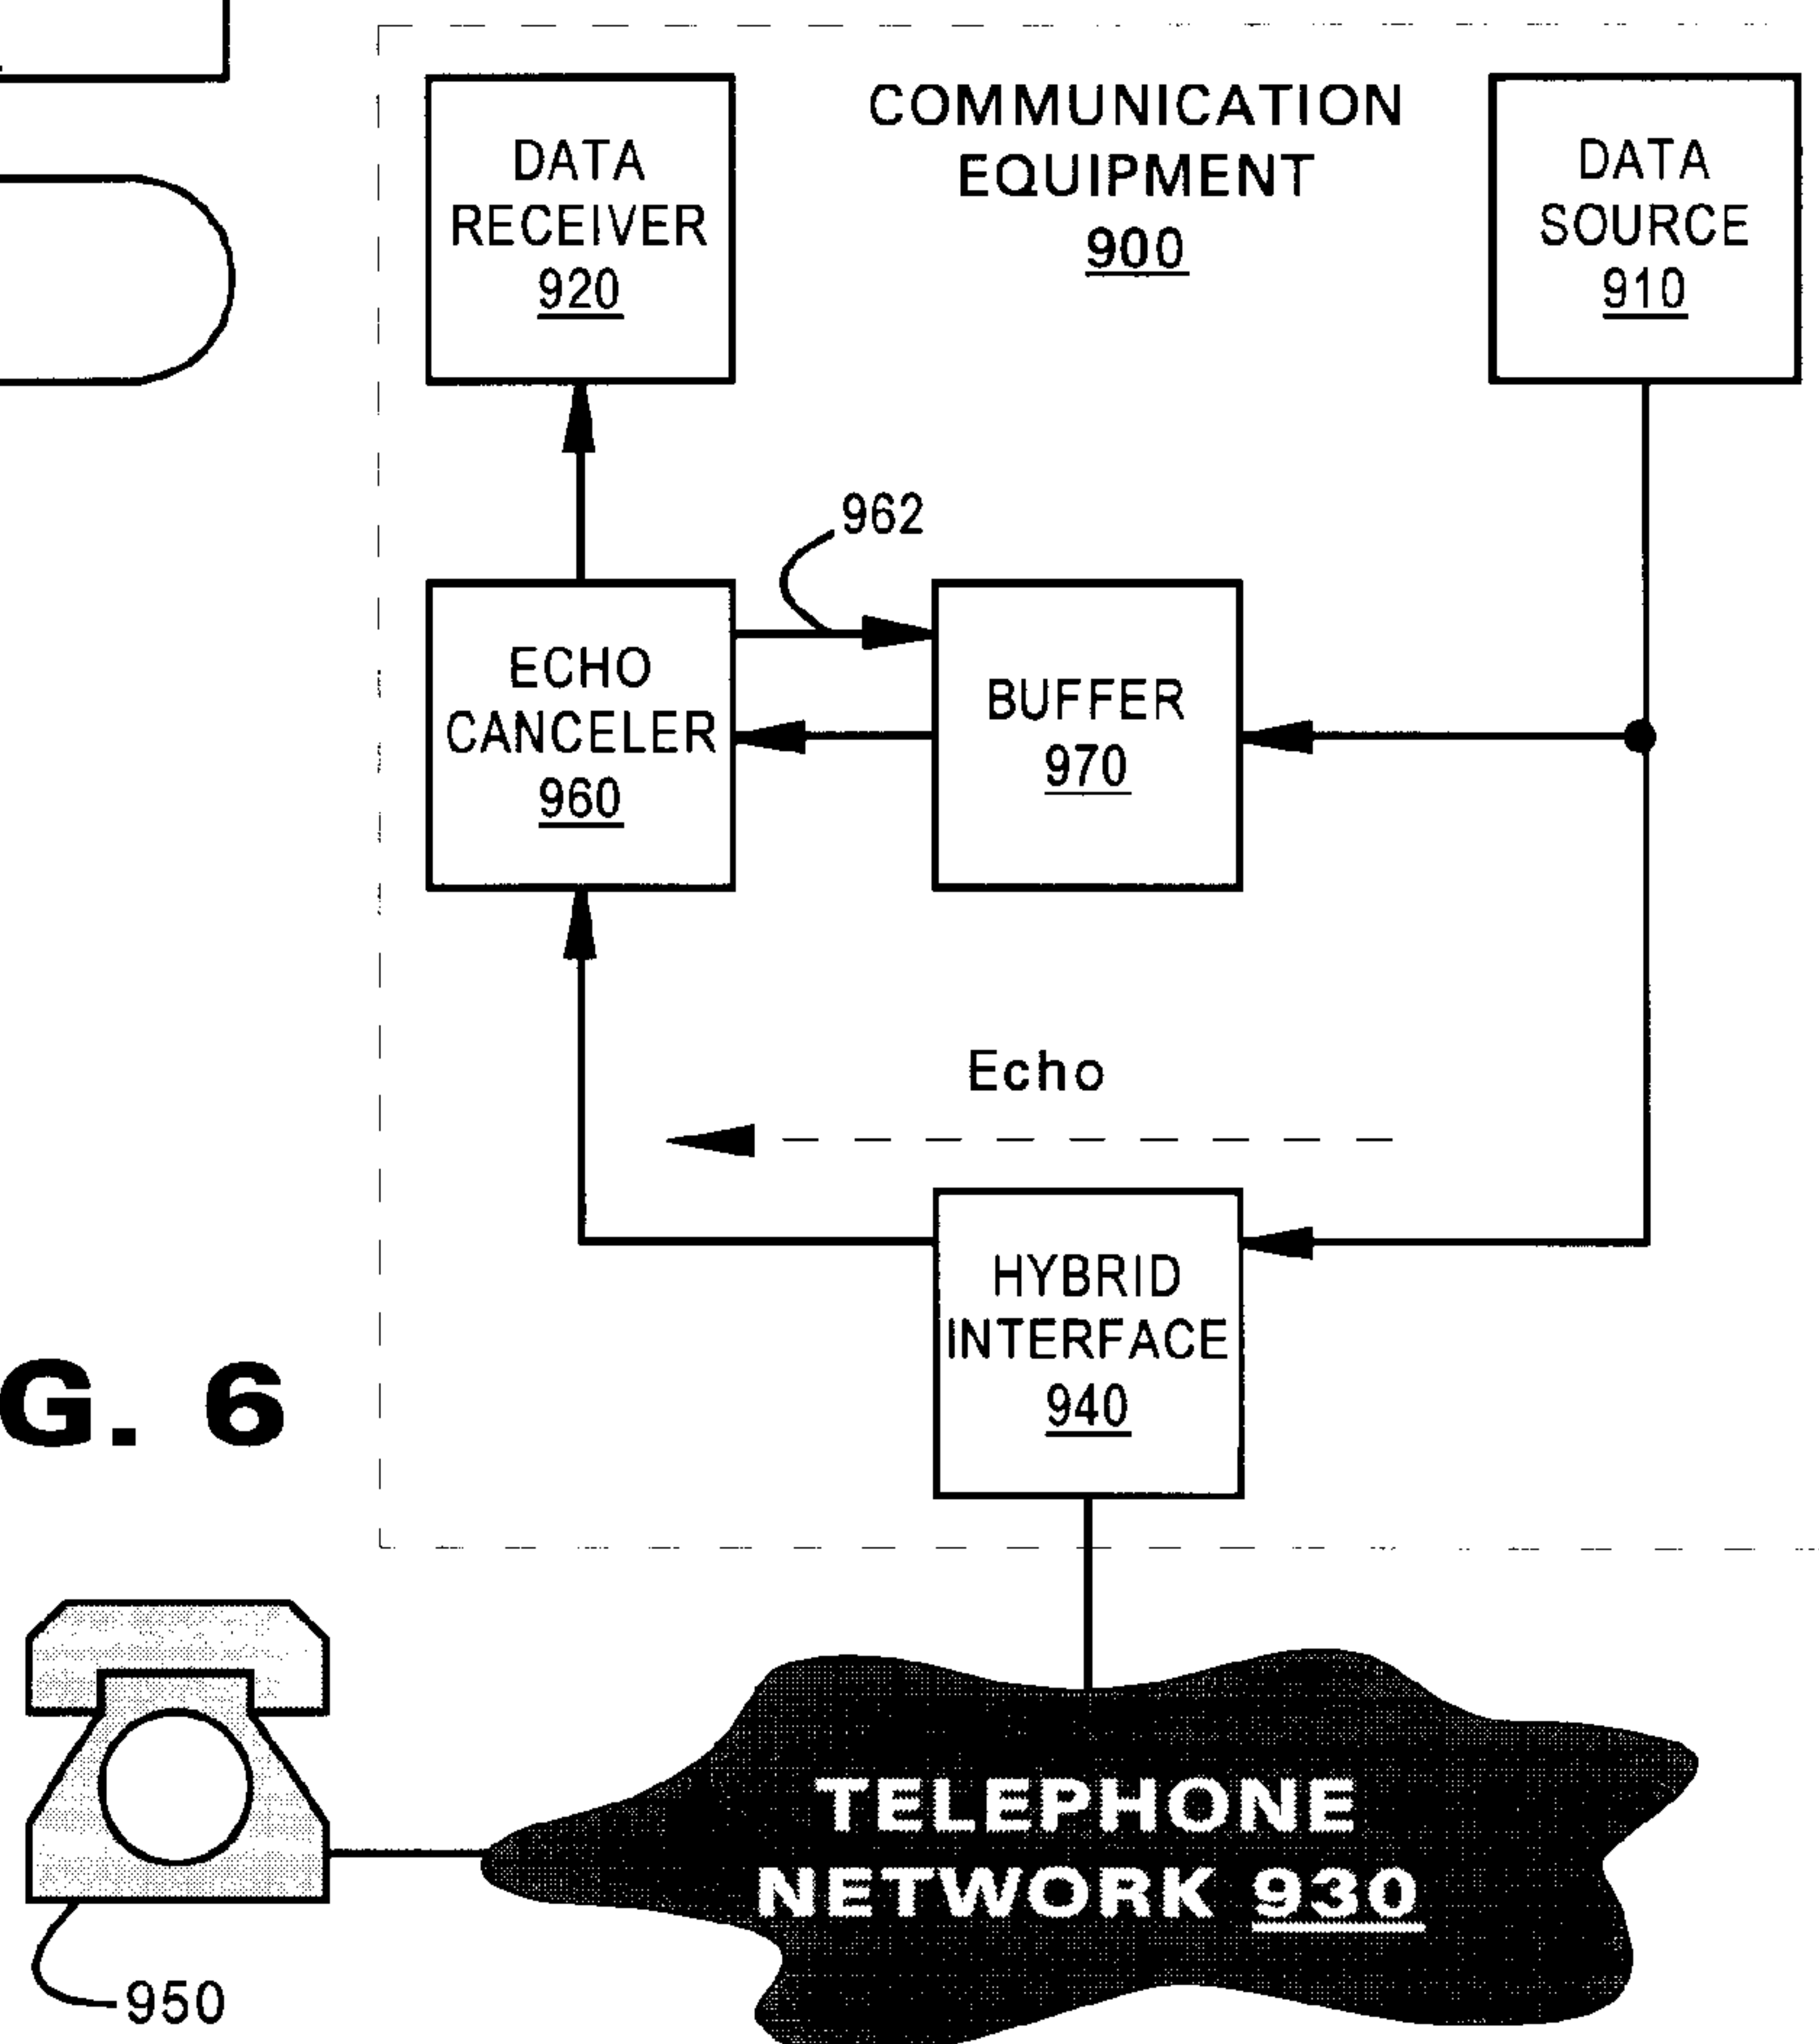 COMMUNICATION
EQUIPMENT
900
DATA
RECEIVER
920
DATA
SOURCE
910
962
ECHO
CANCELER
960
BUFFER
970
Echo
HYBRID
INTERFACE
940
G. 6
TELEPHONE
NETWORK 930
950